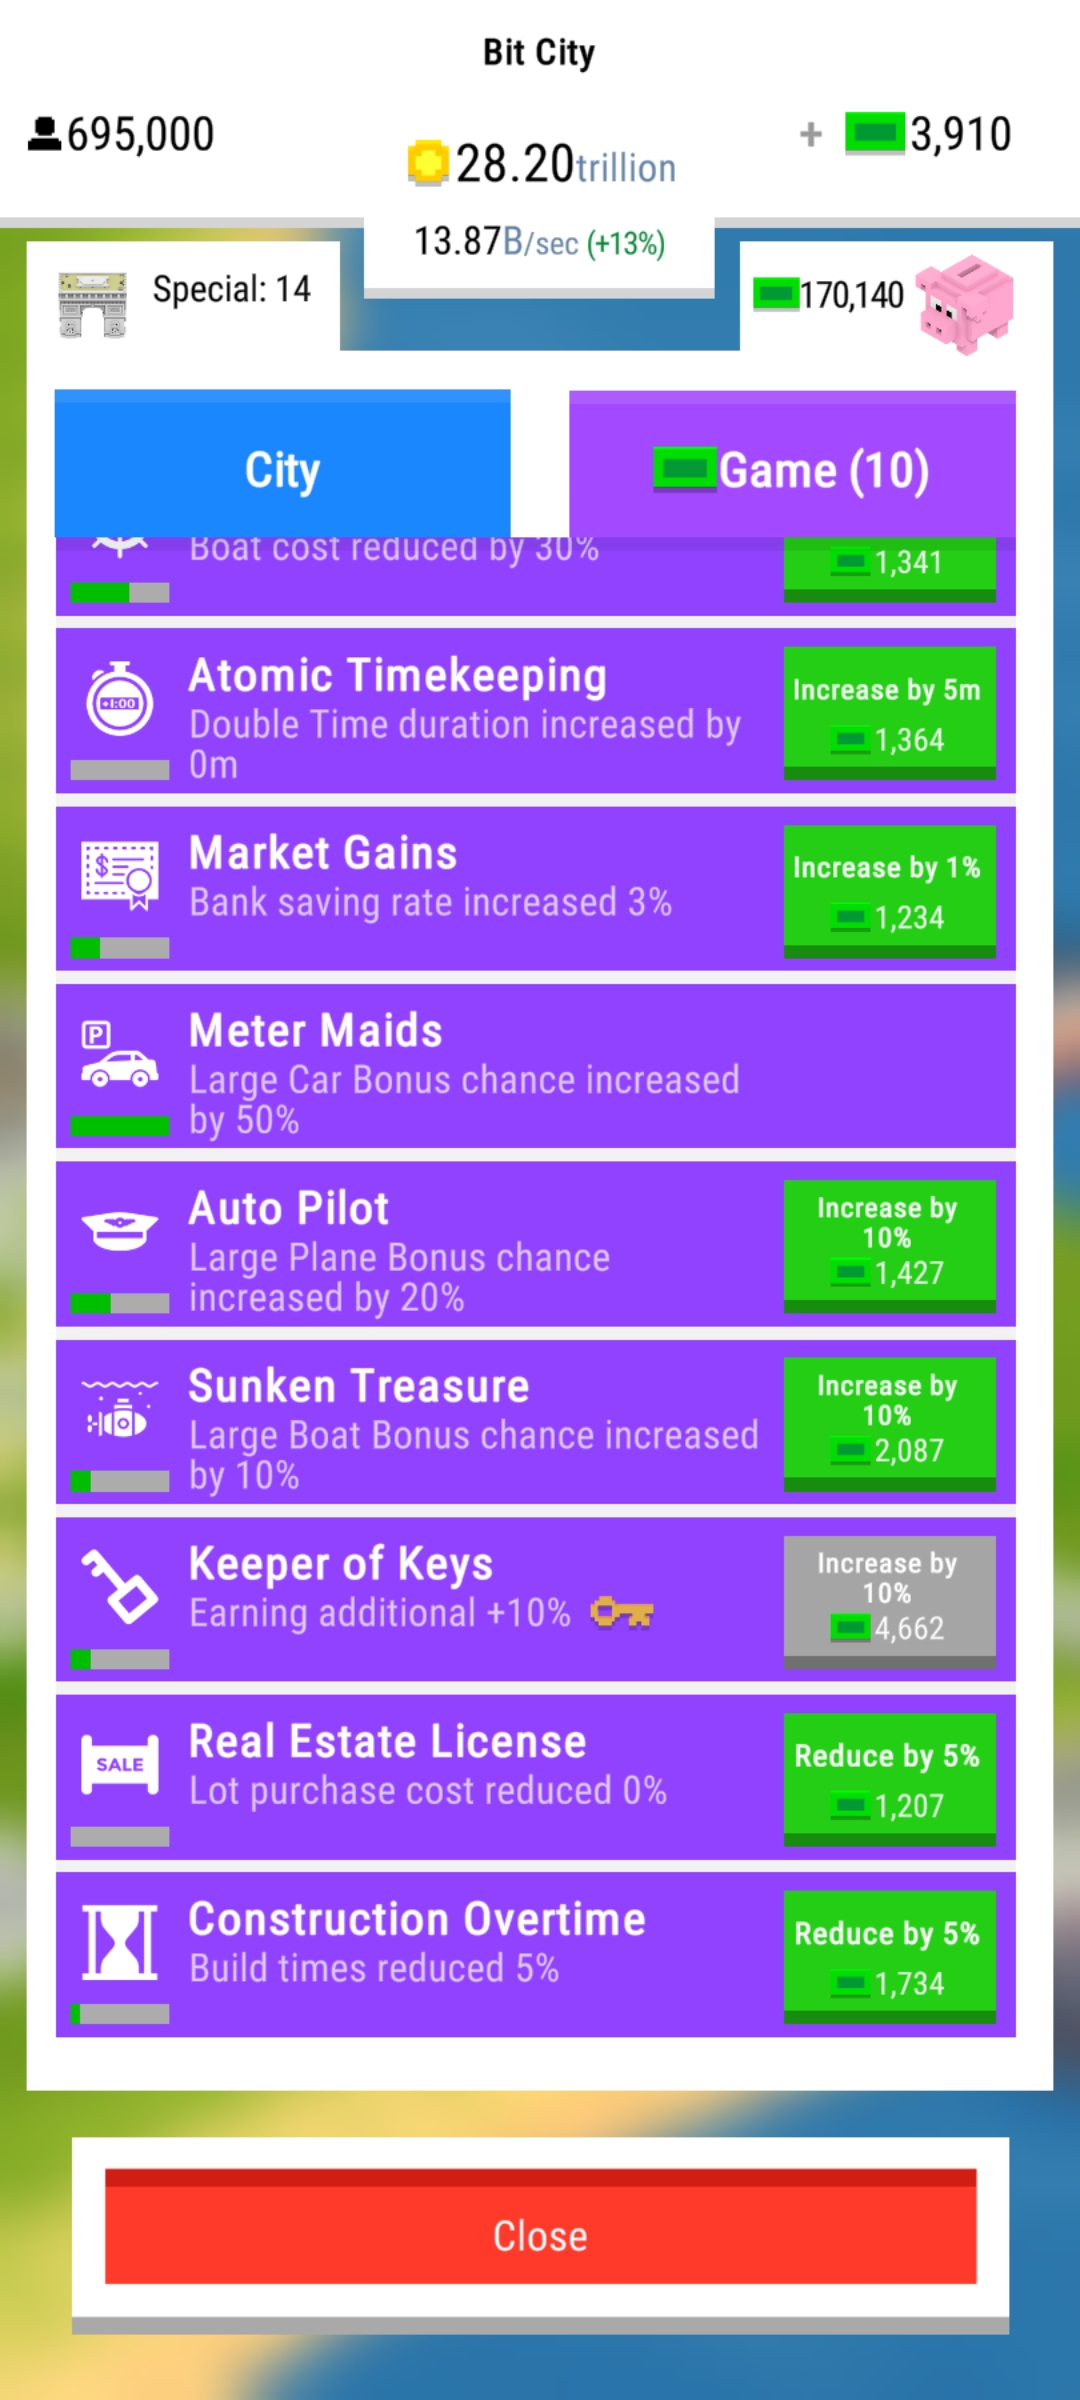 Bit City
695,000
28.20trillion
+ 3,910
13.87B/sec (+13%)
Special: 14
170,140
City
Game (10)
Boat cost reduced by 30%
1,341
Atomic Timekeeping
Double Time duration increased by
0m
Increase by 5m
1,364
+1:00
Market Gains
Bank saving rate increased 3%
Increase by 1%
1,234
$
P
Meter Maids
Large Car Bonus chance increased
by 50%
Auto Pilot
Large Plane Bonus chance
increased by 20%
Increase by
10%
1,427
Sunken Treasure
Large Boat Bonus chance increased
by 10%
Increase by
10%
2,087
Keeper of Keys
Earning additional +10%
Increase by
10%
4,662
SALE
Real Estate License
Lot purchase cost reduced 0%
Reduce by 5%
1,207
Construction Overtime
Build times reduced 5%
Reduce by 5%
1,734
Close